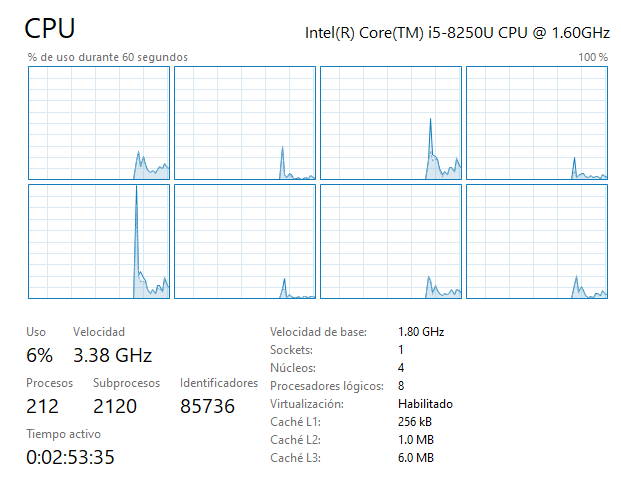 CPU
Intel(R) Core(TM) i5-8250U CPU @ 1.60GHz
% de uso durante 60 segundos
100 %
Uso
Velocidad
6%
3.38 GHz
Procesos
Subprocesos
Identificadores
212
2120
85736
Tiempo activo
0:02:53:35
Velocidad de base:
1.80 GHz
Sockets:
1
Núcleos:
4
Procesadores lógicos:
8
Virtualización:
Habilitado
Caché L1:
256 kB
Caché L2:
1.0 MB
Caché L3:
6.0 MB